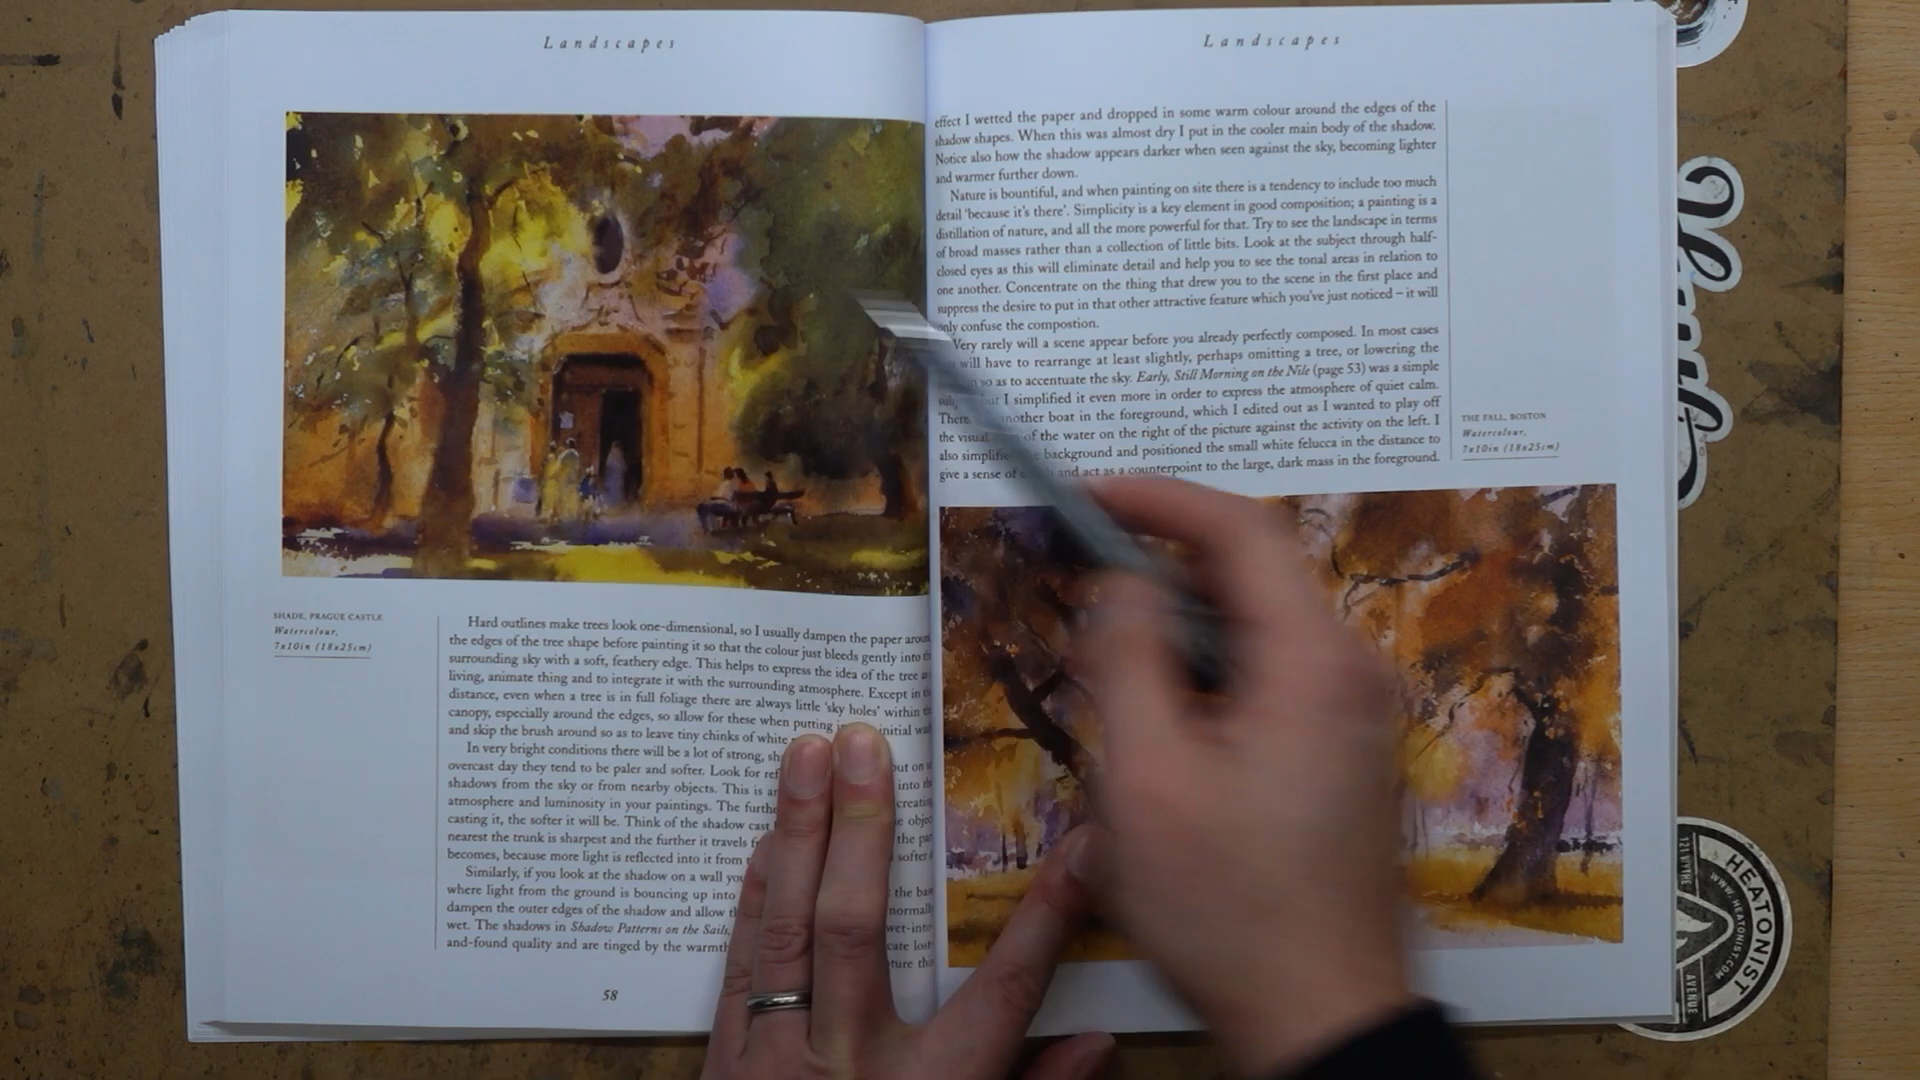 Landscapes
SHADE, PRAGUE CASTLE
Watercolour,
7x10in (18x25cm)
Hard outlines make trees look one-dimensional, so I usually dampen the paper
the edges of the tree shape before painting it so that the colour just bleeds gently into
surrounding sky with a soft, feathery edge. This helps to express the idea of the tree
living, animate thing and to integrate it with the surrounding atmosphere. Except in
distance, even when a tree is in full foliage there are always little 'sky holes' within
canopy, especially around the edges, so allow for these when putting initial
and skip the brush around so as to leave tiny chinks of white
In very bright conditions there will be a lot of strong,
overcast day they tend to be paler and softer. Look for
shadows from the sky or from nearby objects. This is into
atmosphere and luminosity in your paintings. The
casting it, the softer it will be. Think of the shadow cast
nearest the trunk is sharpest and the further it travels the
becomes, because more light is reflected into it from softer
Similarly, if you look at the shadow on a wall
where light from the ground is bouncing up into the
dampen the outer edges of the shadow and allow normally
wet. The shadows in Shadow Patterns on the Sails, wet-into-
and-found quality and are tinged by the warmth
58
Landscapes
effect I wetted the paper and dropped in some warm colour around the edges of the
shadow shapes. When this was almost dry I put in the cooler main body of the shadow.
Notice also how the shadow appears darker when seen against the sky, becoming lighter
and warmer further down.
Nature is bountiful, and when painting on site there is a tendency to include too much
detail 'because it's there'. Simplicity is a key element in good composition; a painting is a
distillation of nature, and all the more powerful for that. Try to see the landscape in terms
of broad masses rather than a collection of little bits. Look at the subject through half-
closed eyes as this will eliminate detail and help you to see the tonal areas in relation to
one another. Concentrate on the thing that drew you to the scene in the first place and
suppress the desire to put in that other attractive feature which you've just noticed – it will
only confuse the compostion.
Very rarely will a scene appear before you already perfectly composed. In most cases
will have to rearrange at least slightly, perhaps omitting a tree, or lowering the
so as to accentuate the sky. Early, Still Morning on the Nile (page 53) was a simple
but I simplified it even more in order to express the atmosphere of quiet calm.
another boat in the foreground, which I edited out as I wanted to play off
the visual of the water on the right of the picture against the activity on the left. I
also background and positioned the small white felucca in the distance to
give a sense of and act as a counterpoint to the large, dark mass in the foreground.
THE FALL, BOSTON
Watercolour,
7x10in (18x25cm)
HEATONIST
WWW.HEATONIST.COM
AVENUE